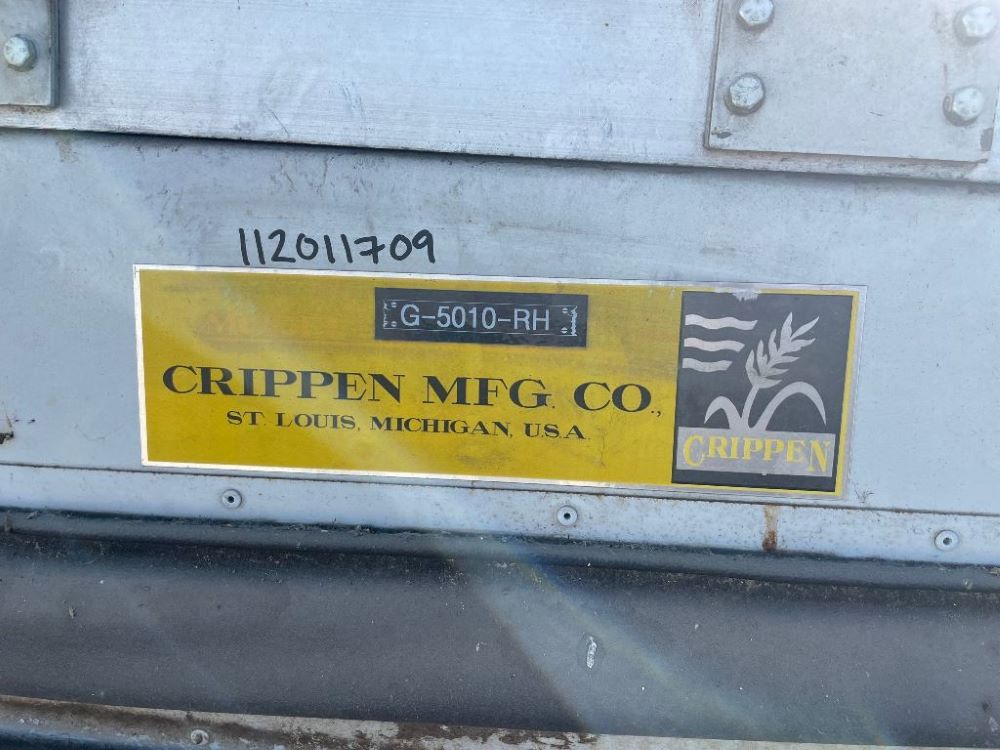 112011709
G-5010-RH
CRIPPEN MFG. CO.,
ST. LOUIS, MICHIGAN, U.S.A.
CRIPPEN